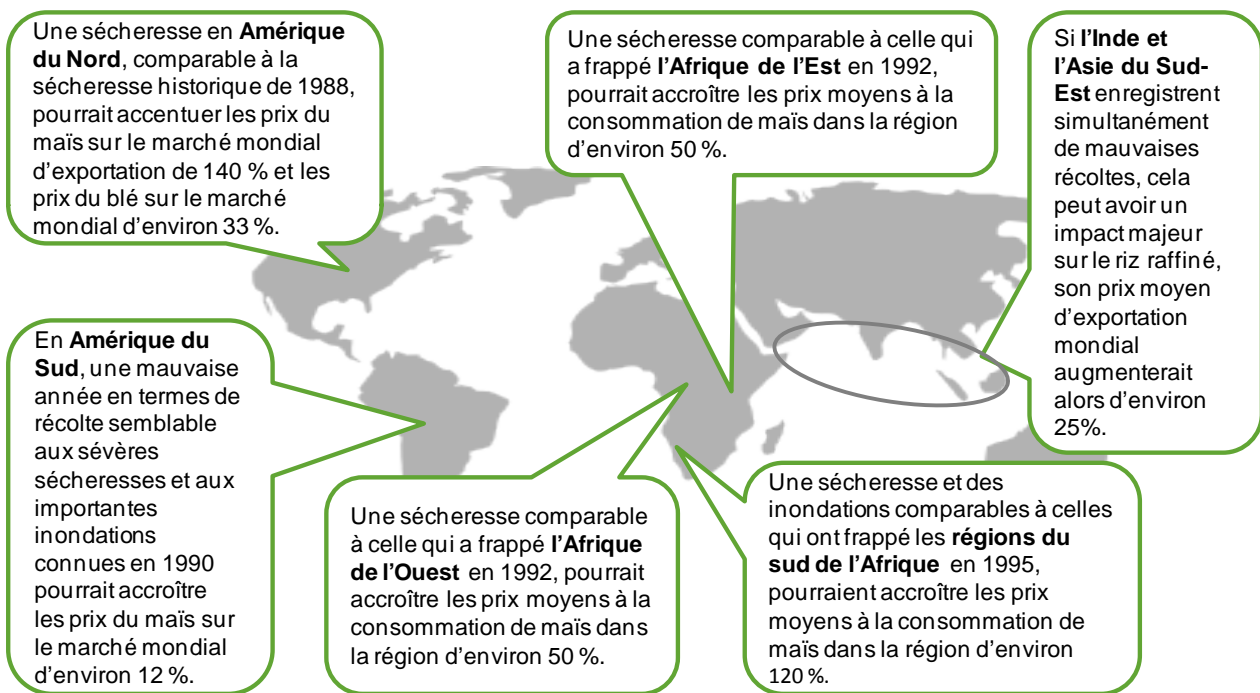 Une sécheresse en Amérique
du Nord, comparable à la
sécheresse historique de 1988,
pourrait accentuer les prix du
maïs sur le marché mondial
d’exportation de 140 % et les
prix du blé sur le marché
mondial d’environ 33 %.
Une sécheresse comparable à celle qui
a frappé l’Afrique de l’Est en 1992,
pourrait accroître les prix moyens à la
consommation de maïs dans la région
d’environ 50 %.
Si l’Inde et
l’Asie du Sud-
Est enregistrent
simultanément
de mauvaises
récoltes, cela
peut avoir un
impact majeur
sur le riz raffiné,
son prix moyen
d’exportation
mondial
augmenterait
alors d’environ
25%.
En Amérique du
Sud, une mauvaise
année en termes de
récolte semblable
aux sévères
sécheresses et aux
importantes
inondations
connues en 1990
pourrait accroître
les prix du maïs sur
le marché mondial
d’environ 12 %.
Une sécheresse comparable
à celle qui a frappé l’Afrique
de l’Ouest en 1992, pourrait
accroître les prix moyens à la
consommation de maïs dans
la région d’environ 50 %.
Une sécheresse et des
inondations comparables à celles
qui ont frappé les régions du
sud de l’Afrique en 1995,
pourraient accroître les prix
moyens à la consommation de
maïs dans la région d’environ
120 %.